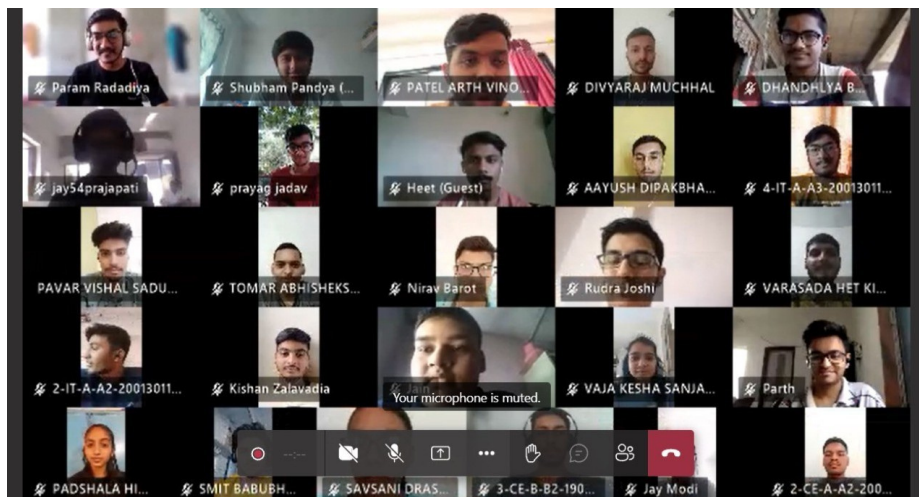 Param Radadiya
Shubham Pandya (...
PATEL ARTH VINO...
DIVYARAJ MUCHHAL
DHANDHLYA B...
jay54prajapati
prayag jadav
Heet (Guest)
AAYUSH DIPAKBHA...
4-IT-A-A3-20013011...
PAVAR VISHAL SADU...
TOMAR ABHISHEKS...
Nirav Barot
Rudra Joshi
VARASADA HET KI...
2-IT-A-A2-20013011...
Kishan Zalavadia
Jain
Your microphone is muted.
VAJA KESHA SANJA...
Parth
--:--
PADSHALA HI...
SMIT BABUBH...
SAVSANI DRAS...
3-CE-B-B2-190...
Jay Modi
2-CE-A-A2-200...